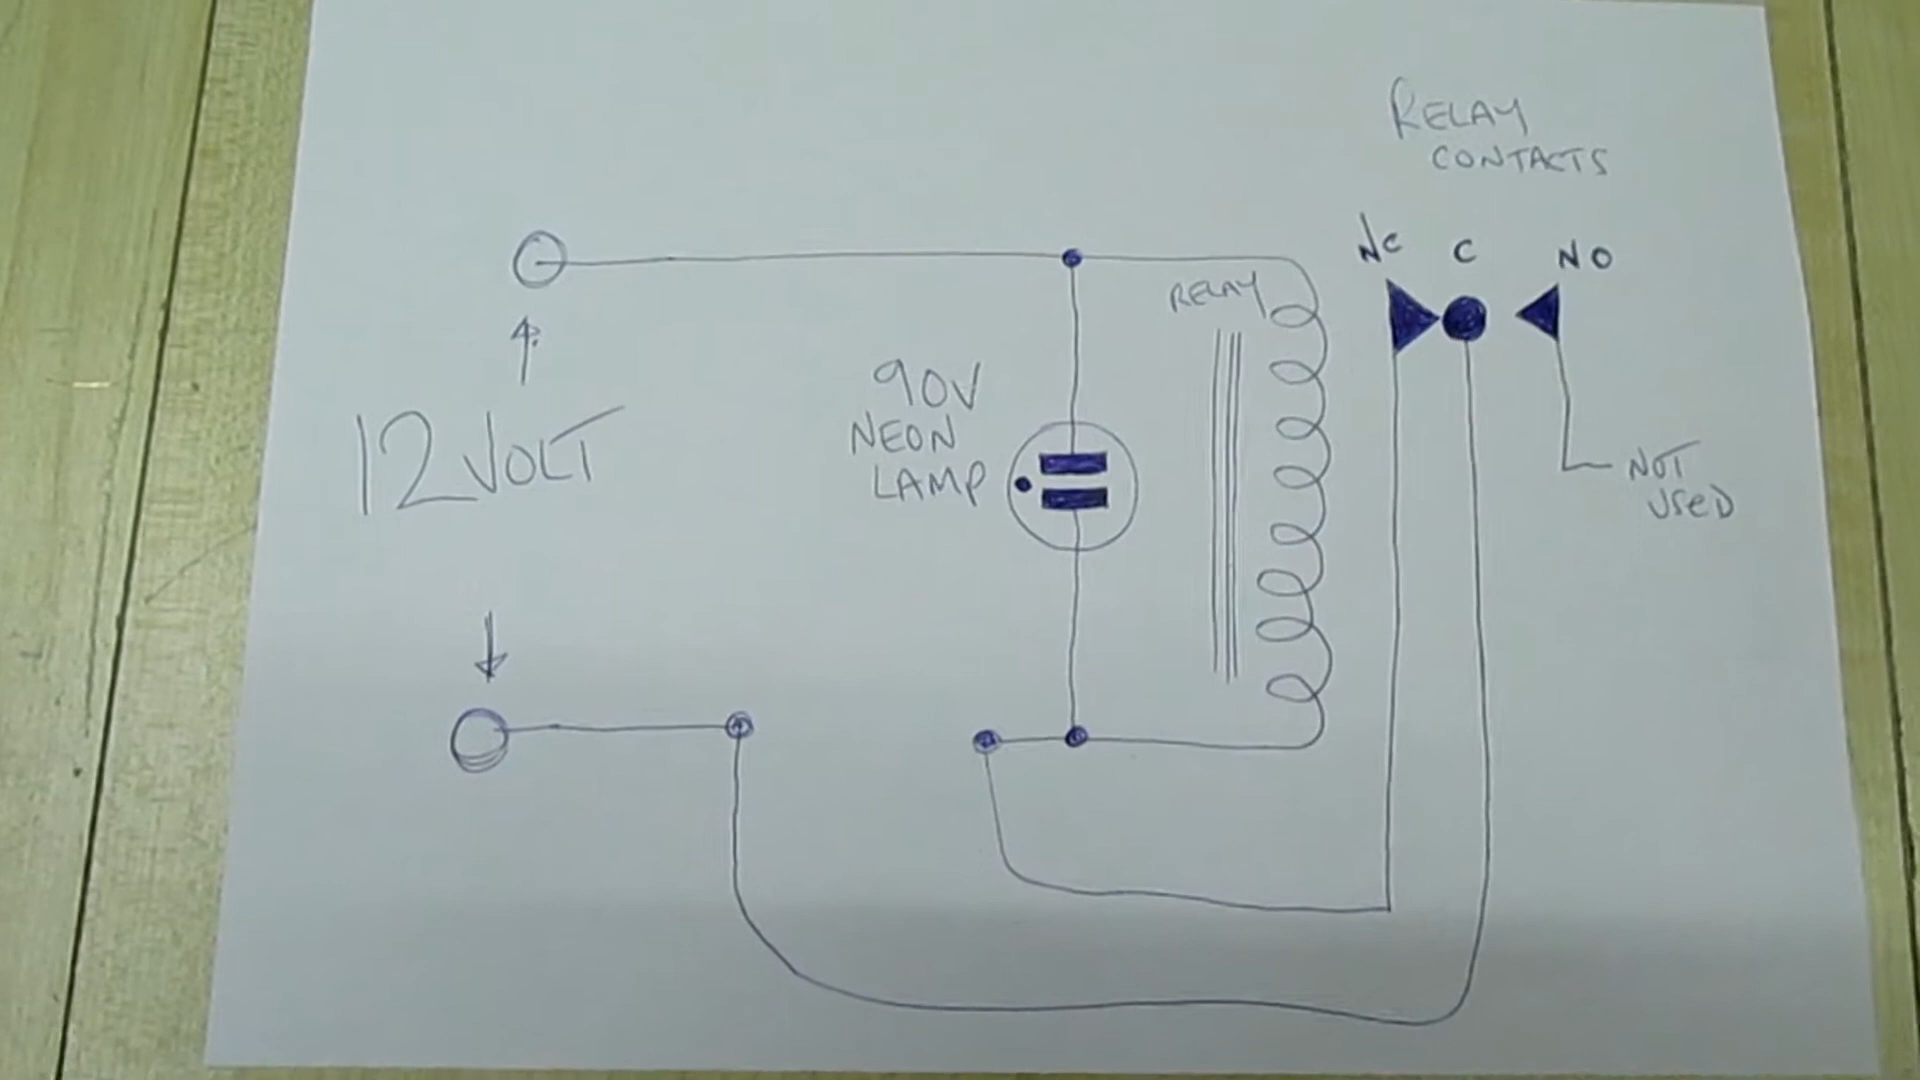 RELAY
CONTACTS
NC C NO
RELAY
90V
NEON
LAMP
12 VOLT
NOT
USED